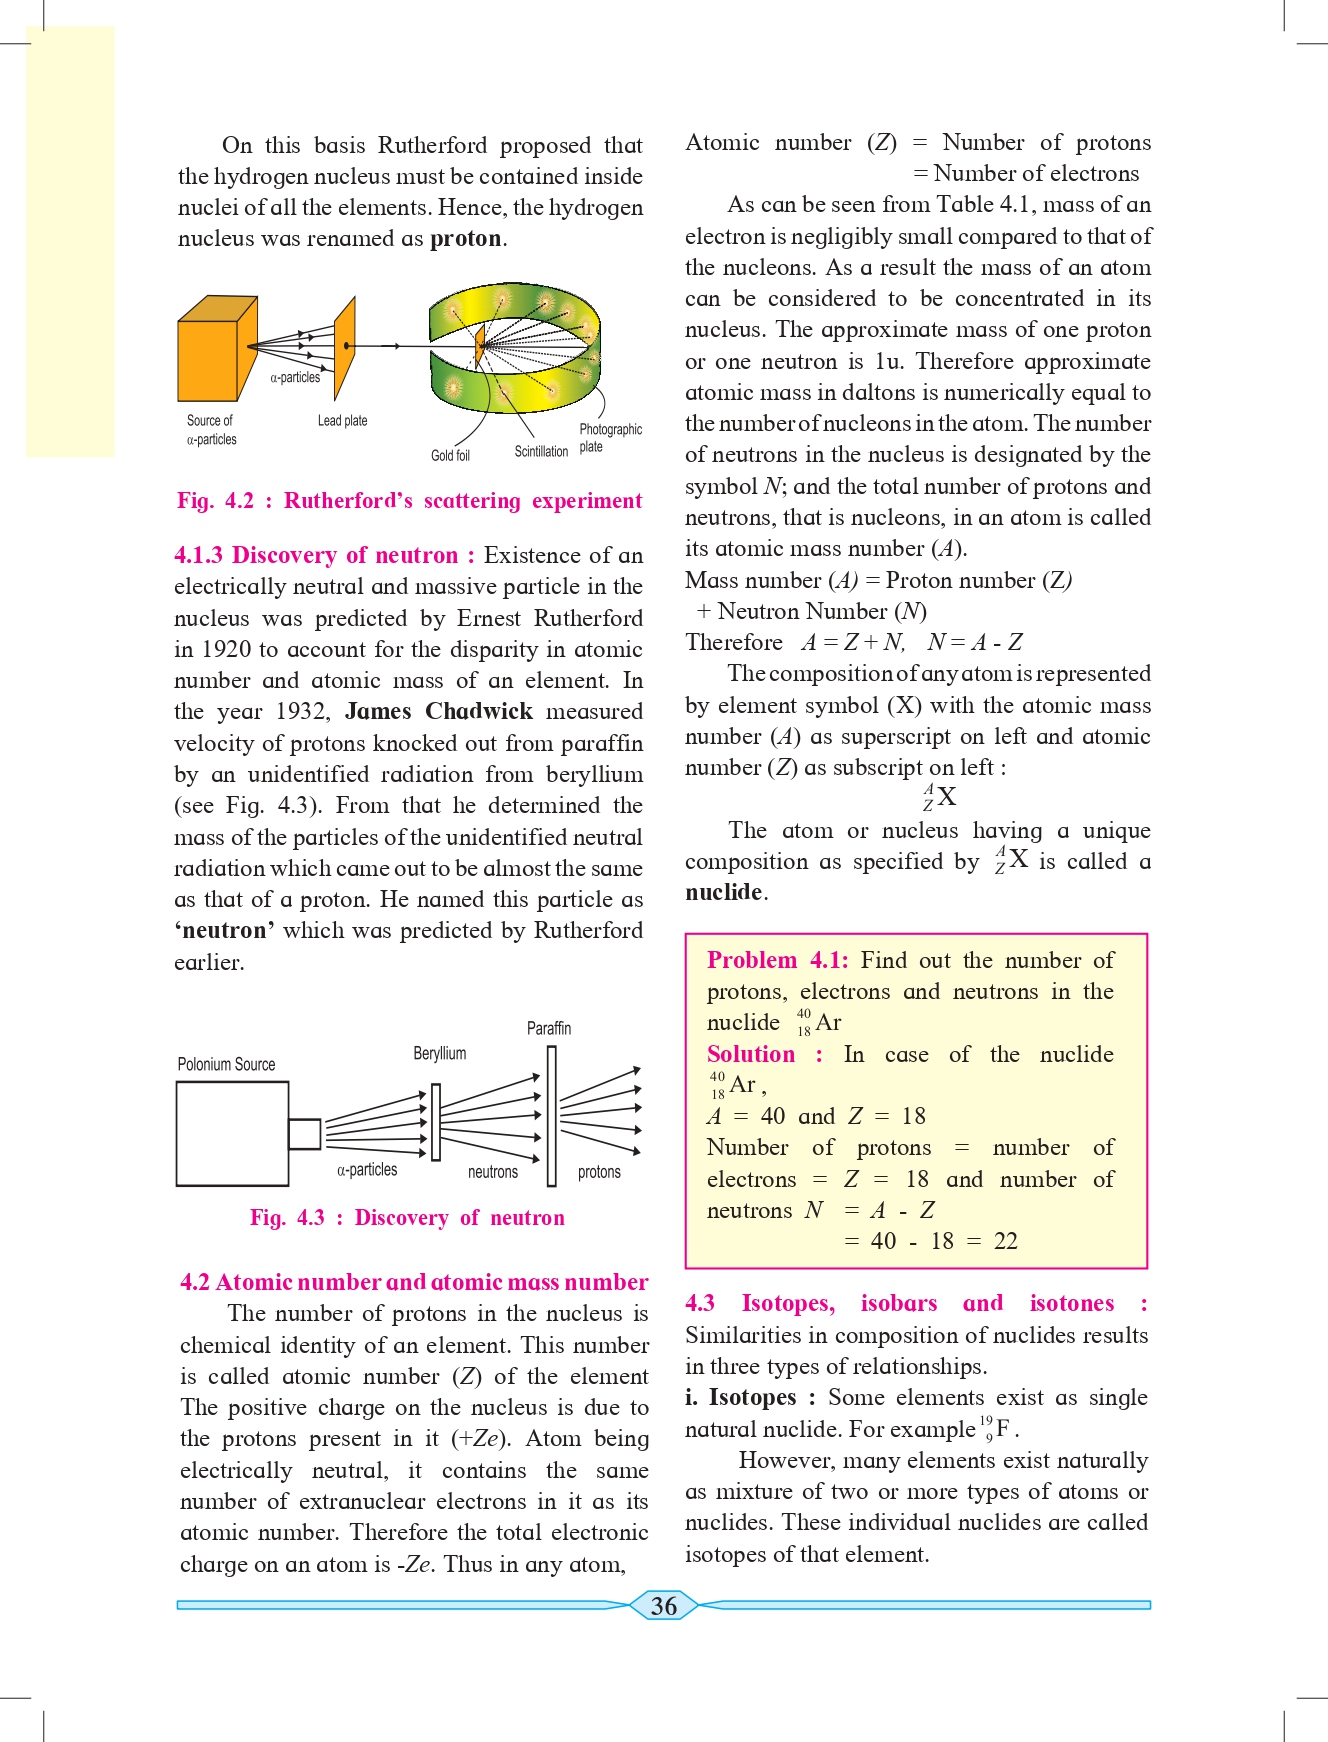 On this basis Rutherford proposed that
the hydrogen nucleus must be contained inside
nuclei of all the elements. Hence, the hydrogen
nucleus was renamed as proton.
α-particles
Source of
α-particles
Lead plate
Gold foil
Scintillation
Photographic
plate
Fig. 4.2 : Rutherford’s scattering experiment
4.1.3 Discovery of neutron : Existence of an
electrically neutral and massive particle in the
nucleus was predicted by Ernest Rutherford
in 1920 to account for the disparity in atomic
number and atomic mass of an element. In
the year 1932, James Chadwick measured
velocity of protons knocked out from paraffin
by an unidentified radiation from beryllium
(see Fig. 4.3). From that he determined the
mass of the particles of the unidentified neutral
radiation which came out to be almost the same
as that of a proton. He named this particle as
‘neutron’ which was predicted by Rutherford
earlier.
Paraffin
Beryllium
Polonium Source
α-particles
neutrons
protons
Fig. 4.3 : Discovery of neutron
4.2 Atomic number and atomic mass number
The number of protons in the nucleus is
chemical identity of an element. This number
is called atomic number (Z) of the element
The positive charge on the nucleus is due to
the protons present in it (+Ze). Atom being
electrically neutral, it contains the same
number of extranuclear electrons in it as its
atomic number. Therefore the total electronic
charge on an atom is -Ze. Thus in any atom,
Atomic number (Z) = Number of protons
= Number of electrons
As can be seen from Table 4.1, mass of an
electron is negligibly small compared to that of
the nucleons. As a result the mass of an atom
can be considered to be concentrated in its
nucleus. The approximate mass of one proton
or one neutron is 1u. Therefore approximate
atomic mass in daltons is numerically equal to
the number of nucleons in the atom. The number
of neutrons in the nucleus is designated by the
symbol N; and the total number of protons and
neutrons, that is nucleons, in an atom is called
its atomic mass number (A).
Mass number (A) = Proton number (Z)
+ Neutron Number (N)
Therefore A = Z + N, N = A - Z
The composition of any atom is represented
by element symbol (X) with the atomic mass
number (A) as superscript on left and atomic
number (Z) as subscript on left :
$^{A}_{Z}$X
The atom or nucleus having a unique
composition as specified by $^{A}_{Z}$X is called a
nuclide.
Problem 4.1: Find out the number of
protons, electrons and neutrons in the
nuclide $^{40}_{18}$Ar
Solution : In case of the nuclide
$^{40}_{18}$Ar ,
A = 40 and Z = 18
Number of protons = number of
electrons = Z = 18 and number of
neutrons N = A - Z
= 40 - 18 = 22
4.3 Isotopes, isobars and isotones :
Similarities in composition of nuclides results
in three types of relationships.
i. Isotopes : Some elements exist as single
natural nuclide. For example $^{19}_{9}$F .
However, many elements exist naturally
as mixture of two or more types of atoms or
nuclides. These individual nuclides are called
isotopes of that element.
36